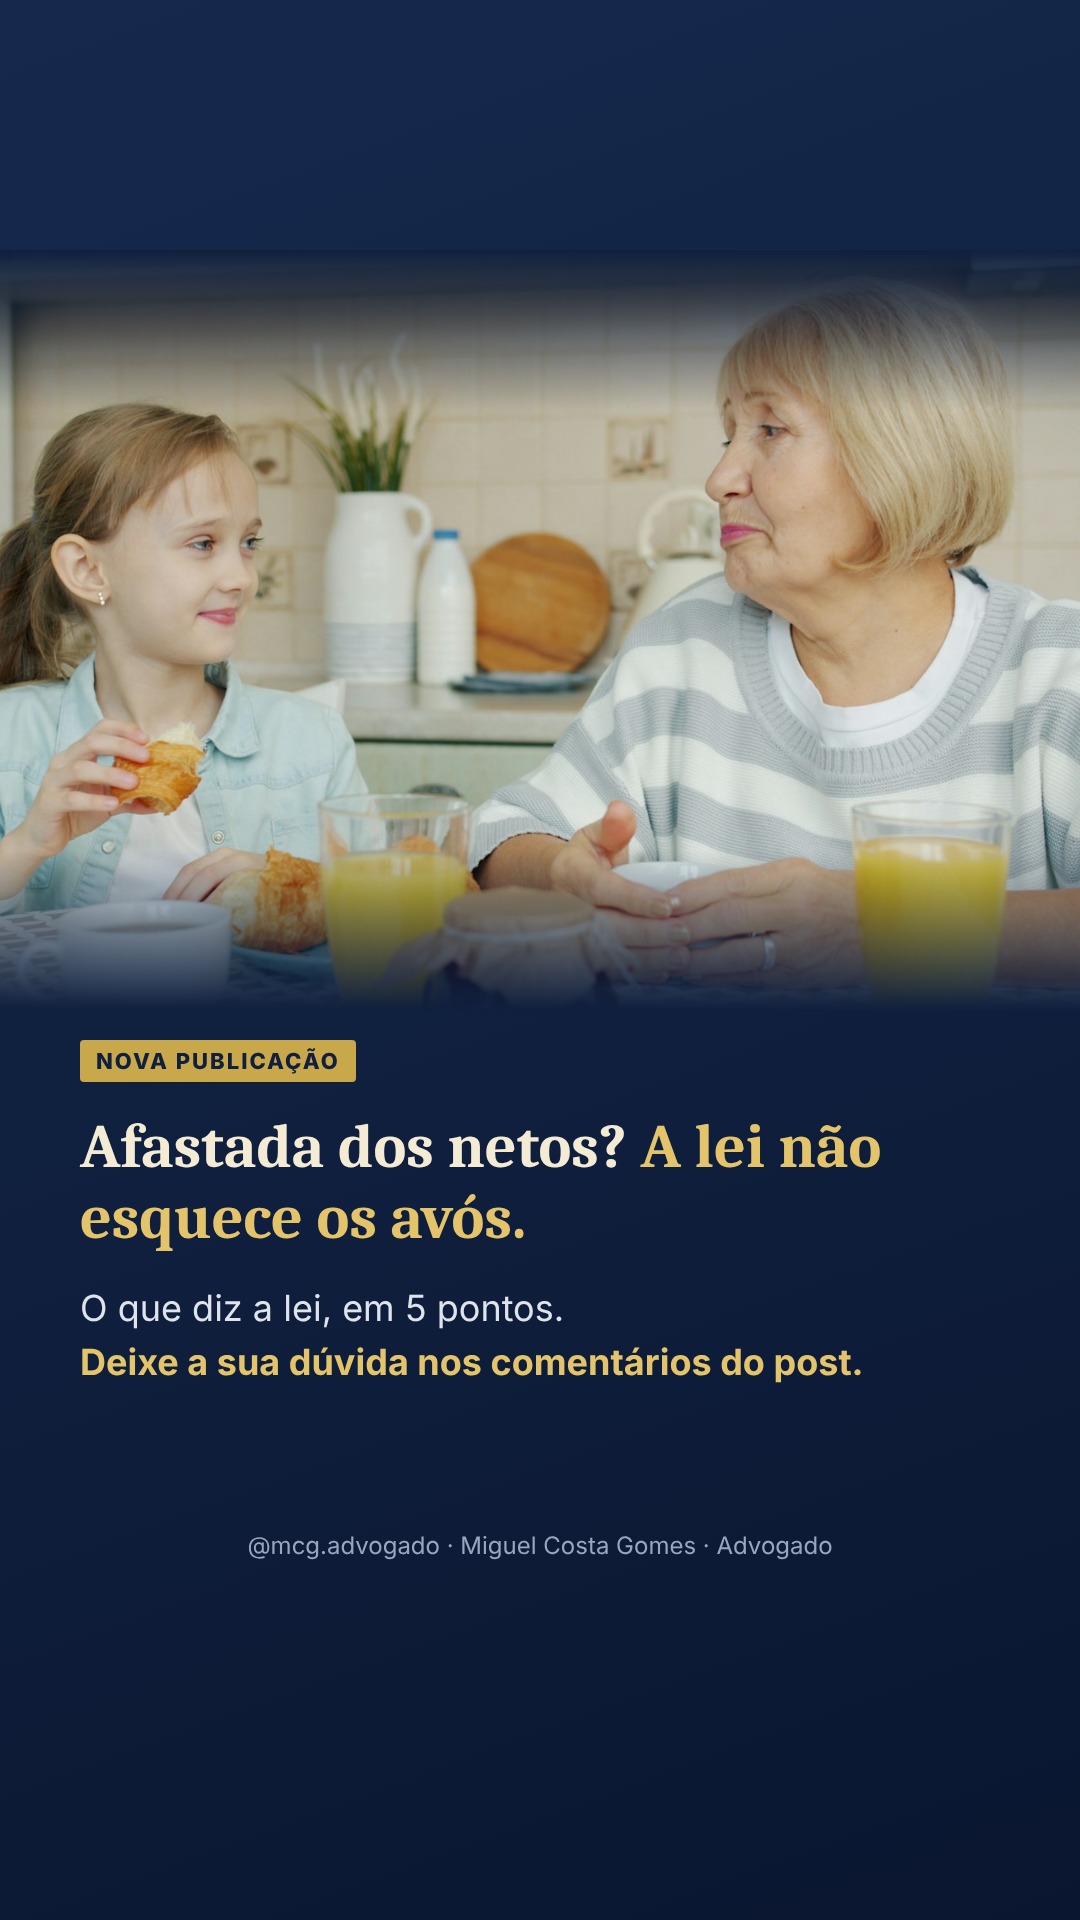 NOVA PUBLICAÇÃO
Afastada dos netos? A lei não
esquece os avós.
O que diz a lei, em 5 pontos.
Deixe a sua dúvida nos comentários do post.
@mcg.advogado · Miguel Costa Gomes · Advogado